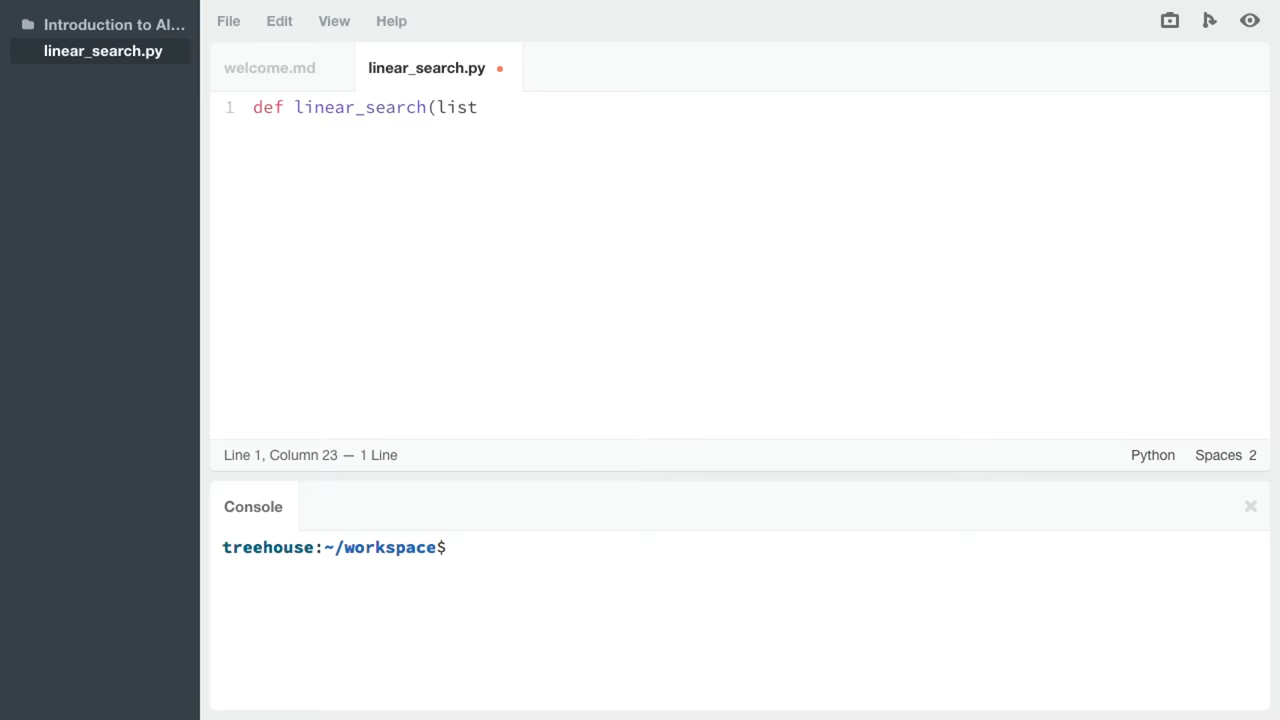 Introduction to Al...
linear_search.py
File Edit View Help
welcome.md linear_search.py
1 def linear_search(list
Line 1, Column 23 — 1 Line Python Spaces 2
Console
treehouse:~/workspace$